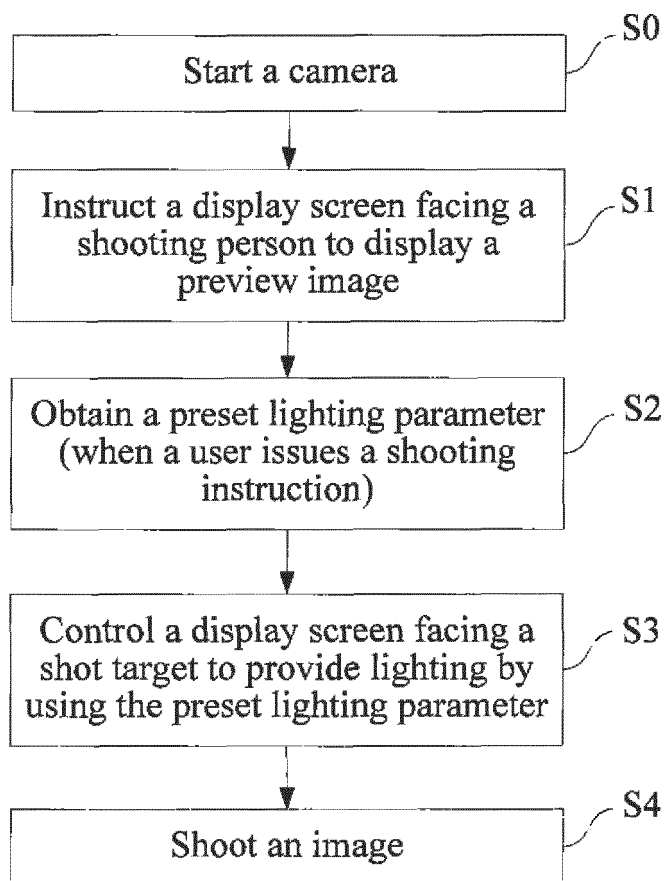 S0
Start a camera
S1
Instruct a display screen facing a
shooting person to display a
preview image
S2
Obtain a preset lighting parameter
(when a user issues a shooting
instruction)
S3
Control a display screen facing a
shot target to provide lighting by
using the preset lighting parameter
S4
Shoot an image